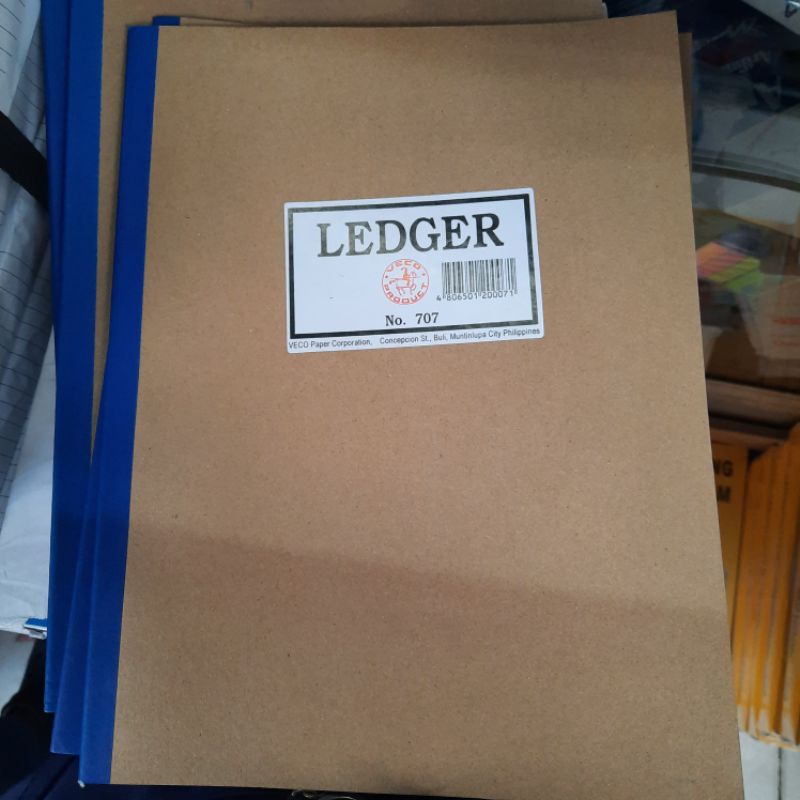 LEDGER
VECO
PRODUCT
4 806501 200071
No. 707
VECO Paper Corporation, Concepcion St., Buli, Muntinlupa City Philippines